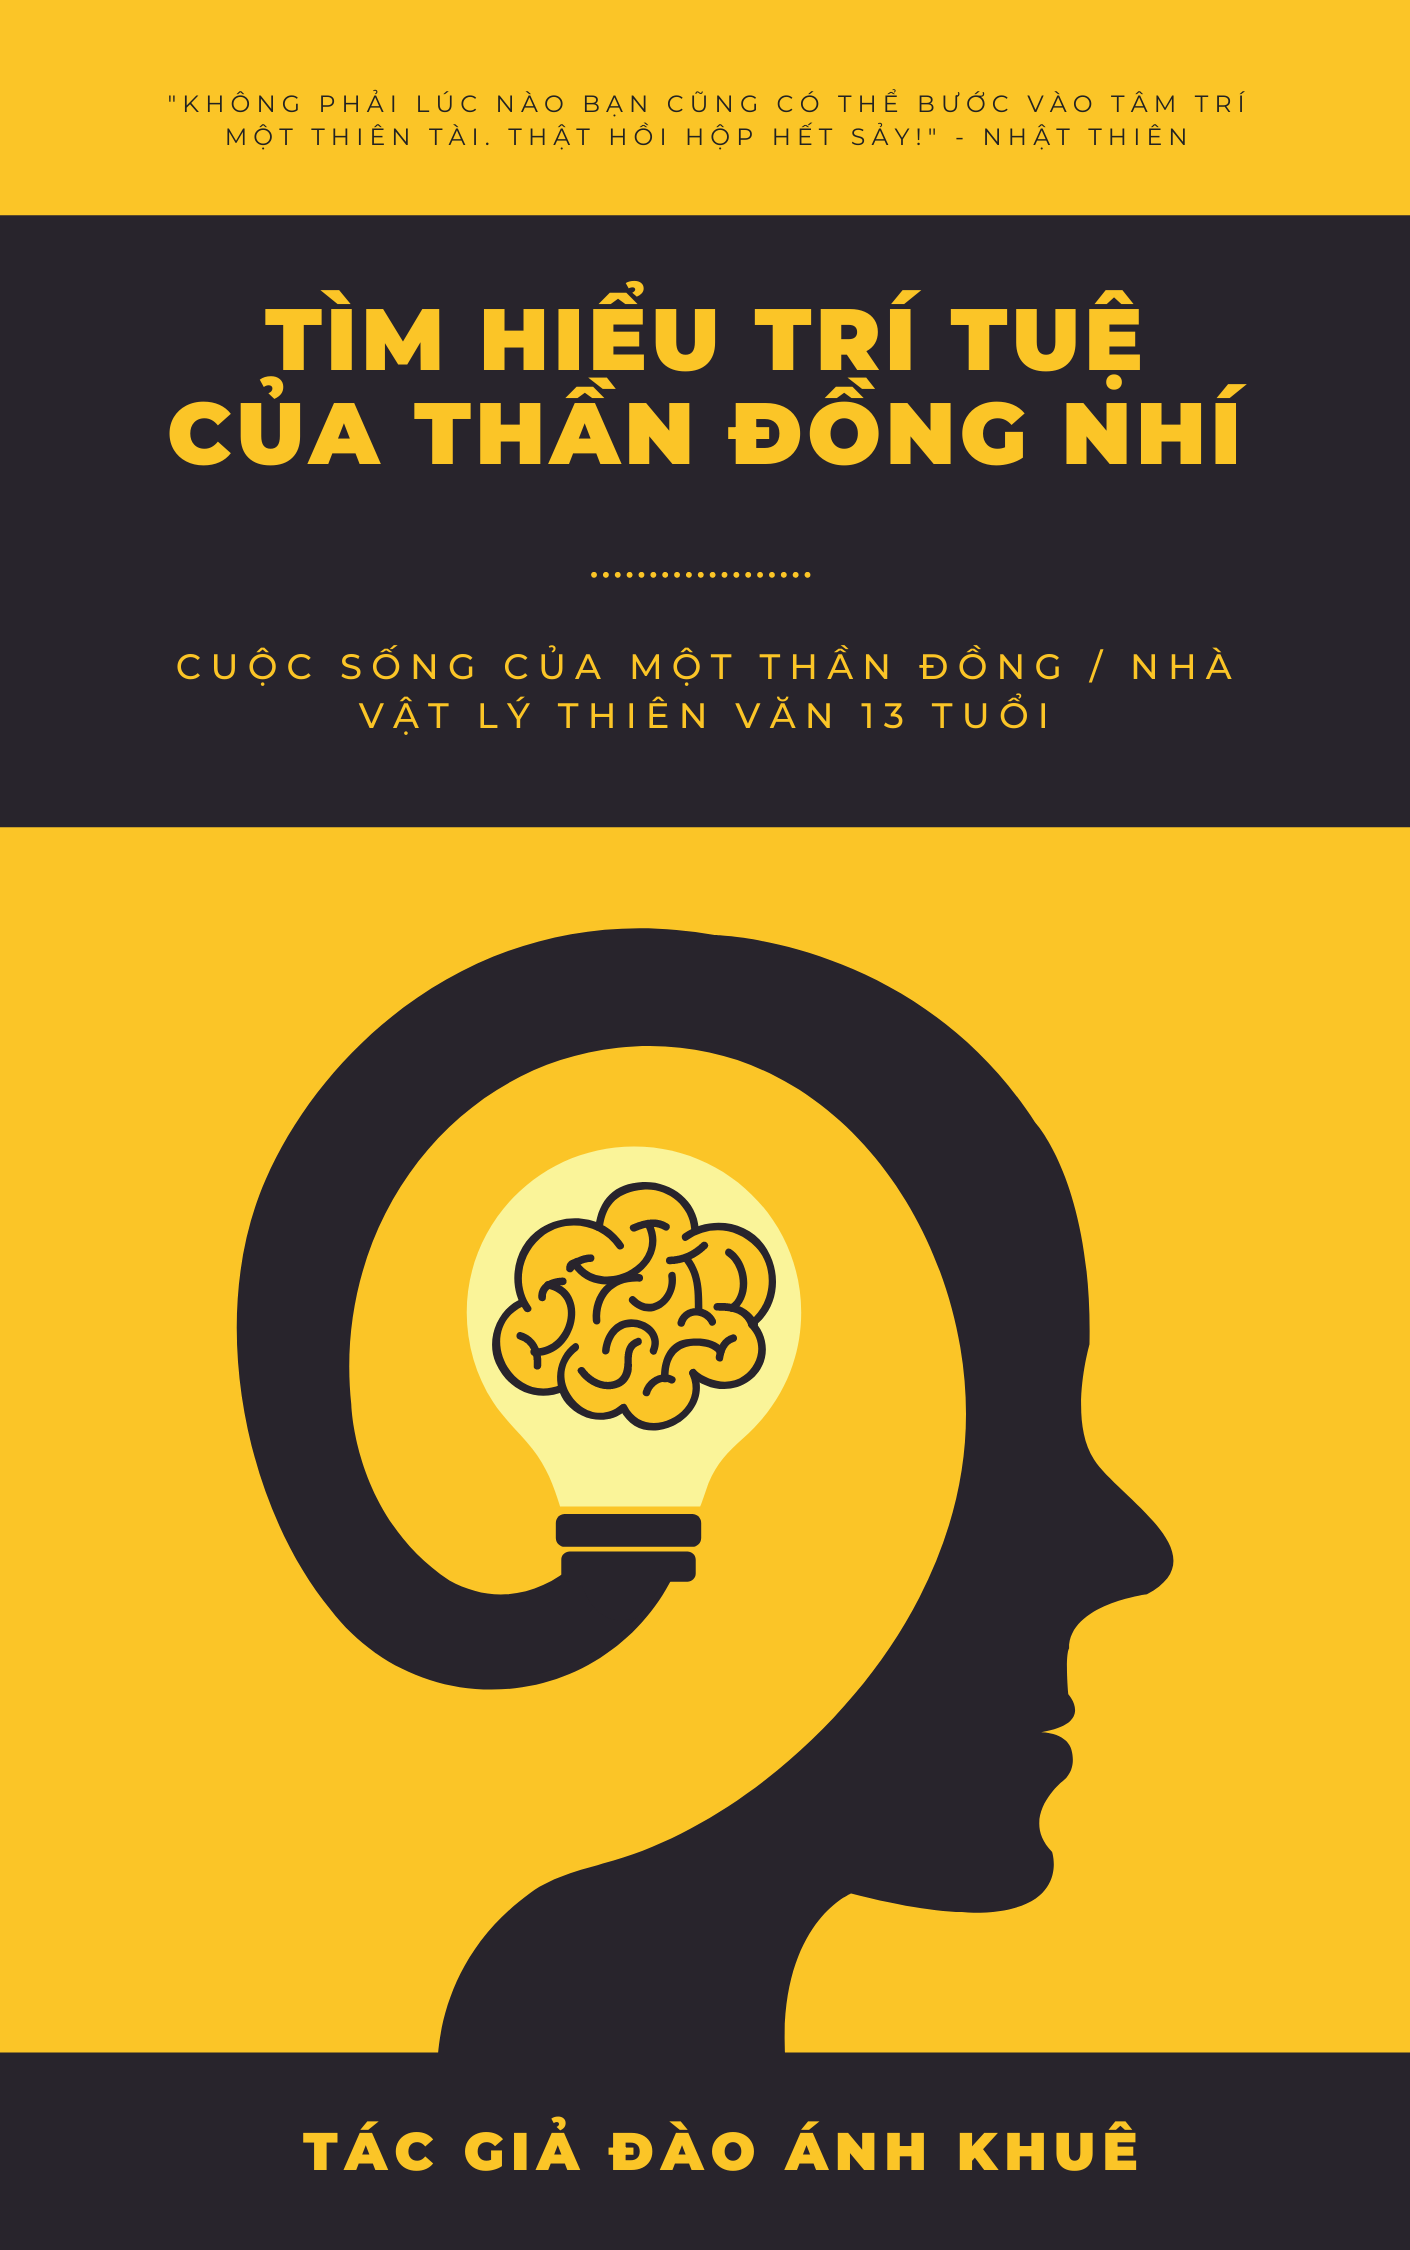 "KHÔNG PHẢI LÚC NÀO BẠN CŨNG CÓ THỂ BƯỚC VÀO TÂM TRÍ
MỘT THIÊN TÀI. THẬT HỒI HỘP HẾT SẢY!" - NHẬT THIÊN
TÌM HIỂU TRÍ TUỆ
CỦA THẦN ĐỒNG NHÍ
CUỘC SỐNG CỦA MỘT THẦN ĐỒNG / NHÀ
VẬT LÝ THIÊN VĂN 13 TUỔI
TÁC GIẢ ĐÀO ÁNH KHUÊ